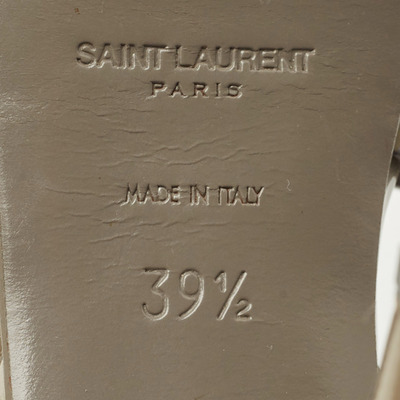 SAINT LAURENT
PARIS
MADE IN ITALY
39½